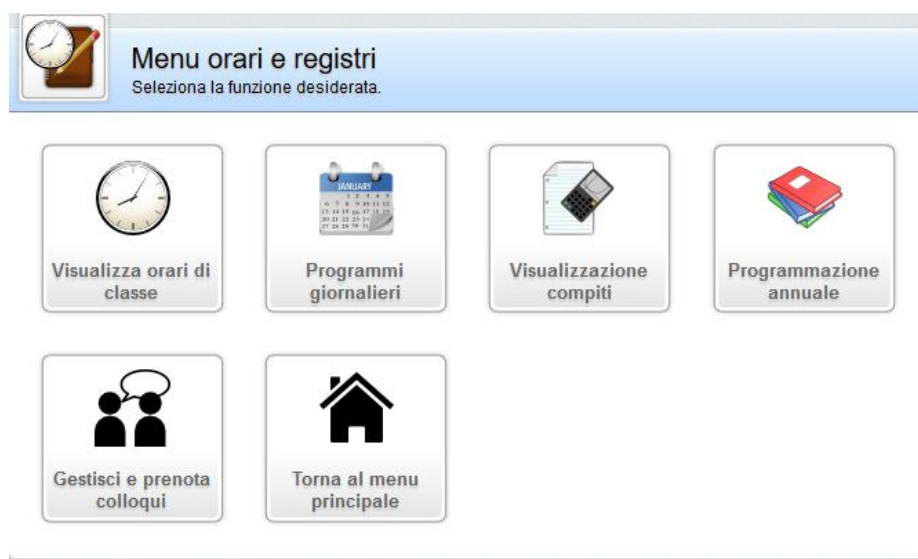 Menu orari e registri
Seleziona la funzione desiderata.
JANUARY
Visualizza orari di
classe
Programmi
giornalieri
Visualizzazione
compiti
Programmazione
annuale
Gestisci e prenota
colloqui
Torna al menu
principale